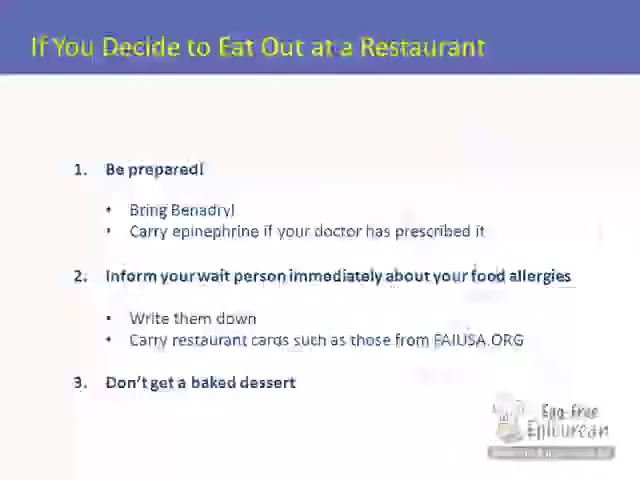 If You Decide to Eat Out at a Restaurant
1. Be prepared!
• Bring Benadryl
• Carry epinephrine if your doctor has prescribed it
2. Inform your wait person immediately about your food allergies
• Write them down
• Carry restaurant cards such as those from FAIUSA.ORG
3. Don't get a baked dessert
Egg-Free
Epicurean